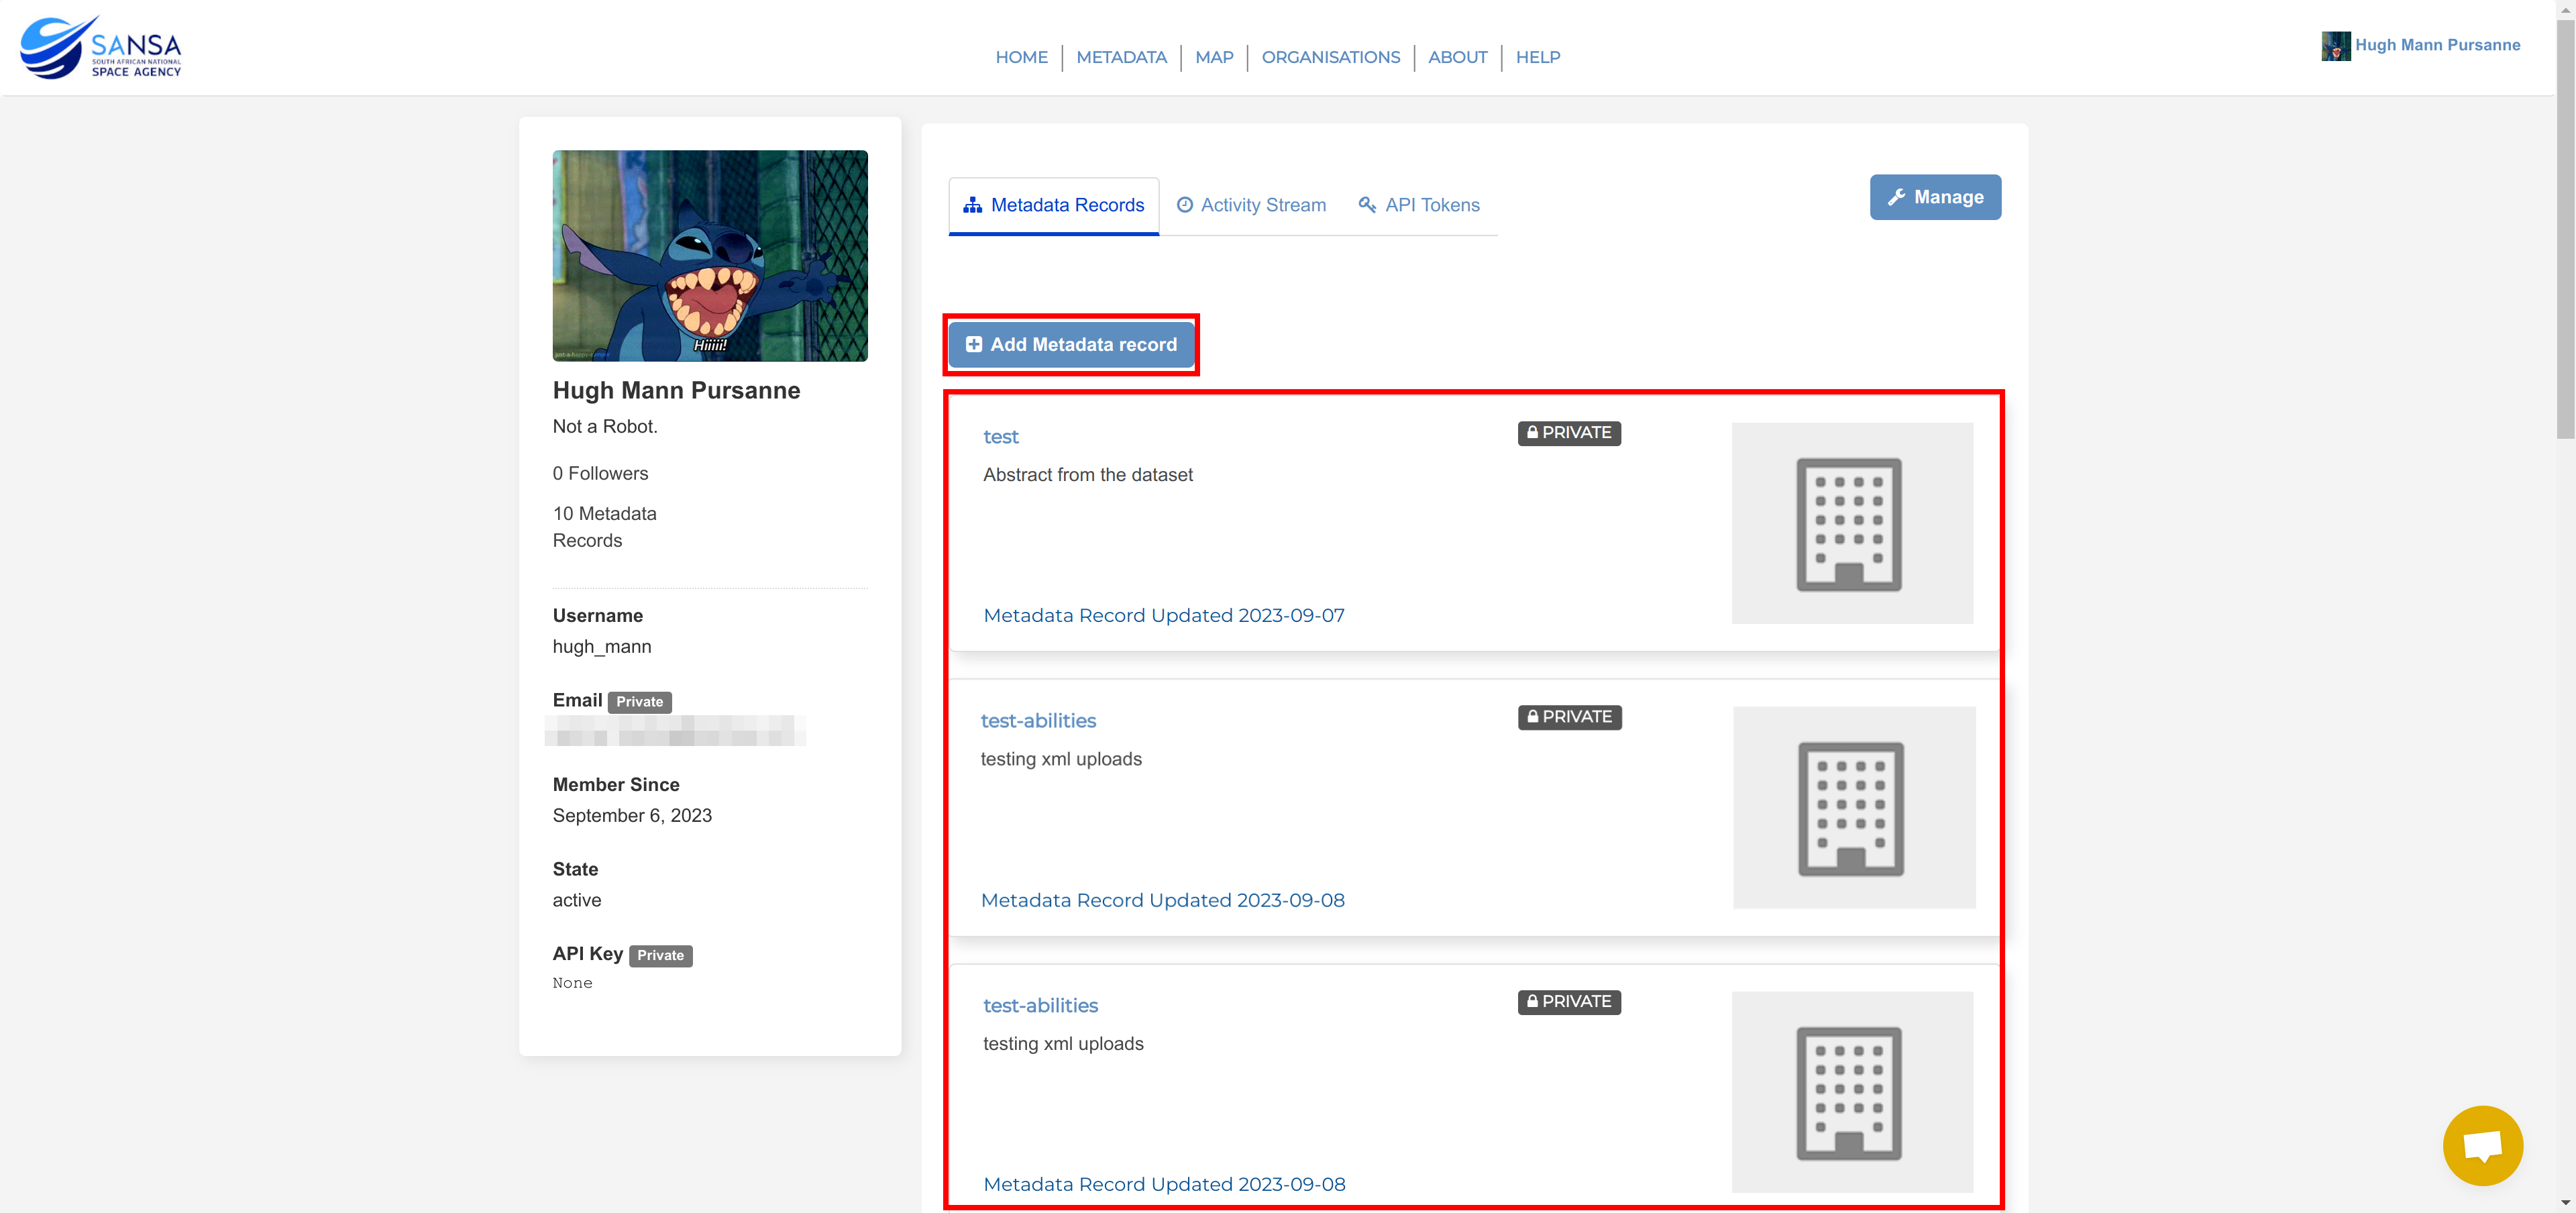 SANSA
SOUTH AFRICAN NATIONAL
SPACE AGENCY
HOME
METADATA
MAP
ORGANISATIONS
ABOUT
HELP
Hugh Mann Pursanne
Hiiiii!
Hugh Mann Pursanne
Not a Robot.
0 Followers
10 Metadata
Records
Username
hugh_mann
Email Private
Member Since
September 6, 2023
State
active
API Key Private
None
Metadata Records
Activity Stream
API Tokens
Manage
Add Metadata record
test
PRIVATE
Abstract from the dataset
Metadata Record Updated 2023-09-07
test-abilities
PRIVATE
testing xml uploads
Metadata Record Updated 2023-09-08
test-abilities
PRIVATE
testing xml uploads
Metadata Record Updated 2023-09-08